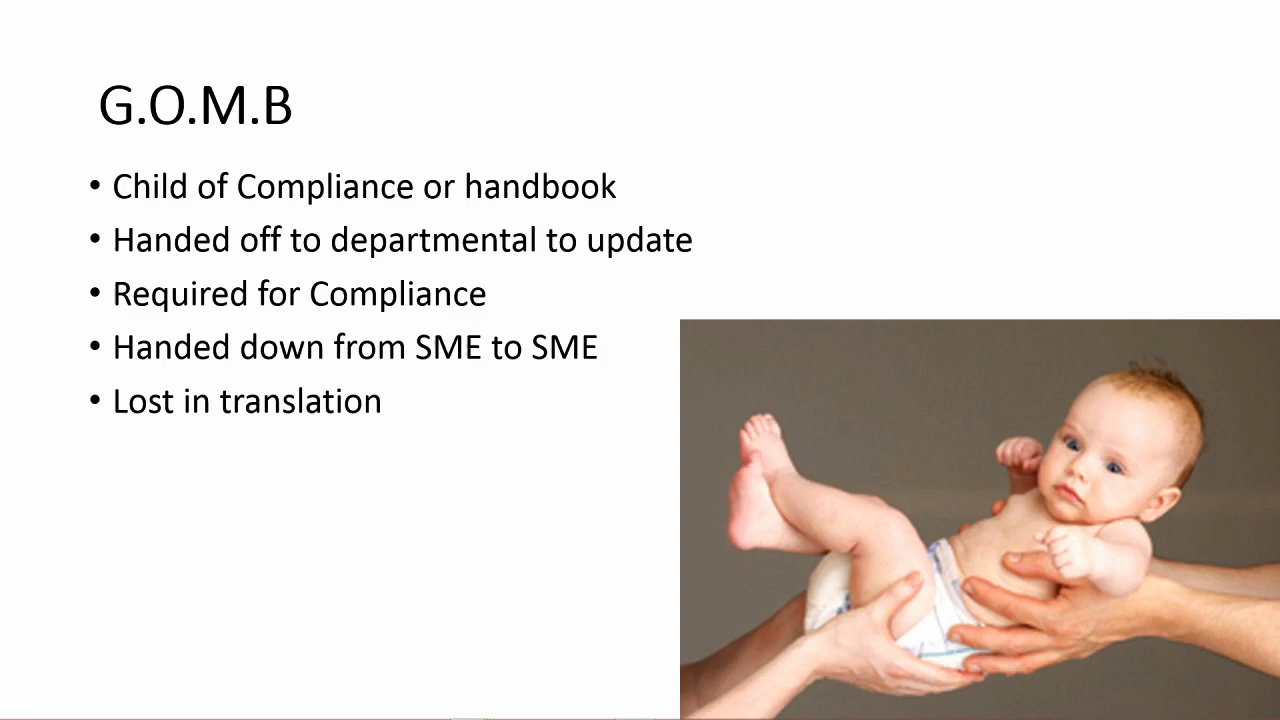 G.O.M.B
• Child of Compliance or handbook
• Handed off to departmental to update
• Required for Compliance
• Handed down from SME to SME
• Lost in translation